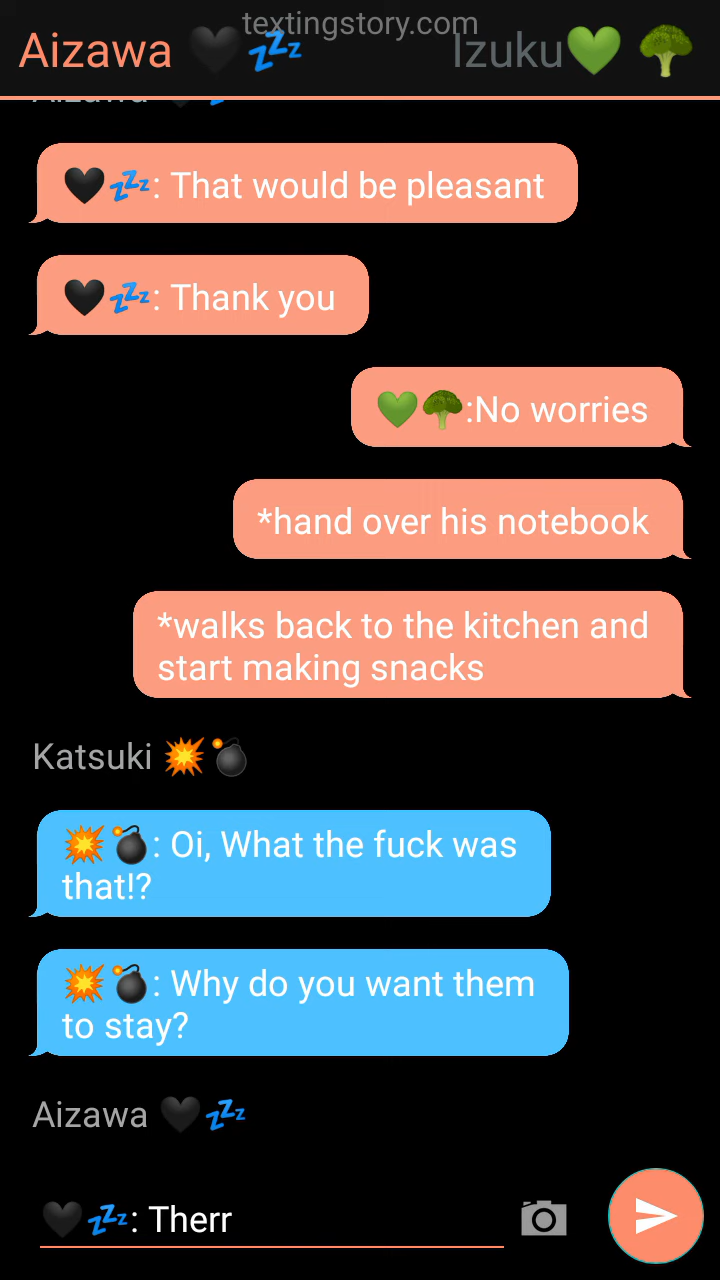 textingstory.com
Aizawa 🖤💤 Izuku💚 🥦
Aizawa 🖤💤
🖤💤: That would be pleasant
🖤💤: Thank you
💚🥦:No worries
*hand over his notebook
*walks back to the kitchen and
start making snacks
Katsuki 💥💣
💥💣: Oi, What the fuck was
that!?
💥💣: Why do you want them
to stay?
Aizawa 🖤💤
🖤💤: Therr